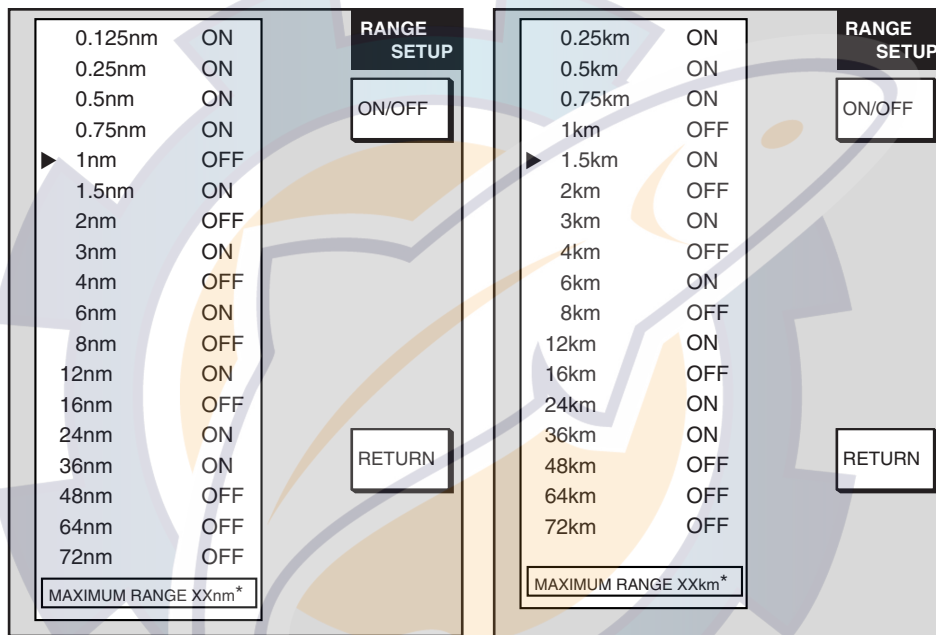 0.125nm ON
0.25nm ON
0.5nm ON
0.75nm ON
▶ 1nm OFF
1.5nm ON
2nm OFF
3nm ON
4nm OFF
6nm ON
8nm OFF
12nm ON
16nm OFF
24nm ON
36nm ON
48nm OFF
64nm OFF
72nm OFF
MAXIMUM RANGE XXnm*
RANGE
SETUP
ON/OFF
RETURN
0.25km ON
0.5km ON
0.75km ON
1km OFF
▶ 1.5km ON
2km OFF
3km ON
4km OFF
6km ON
8km OFF
12km ON
16km OFF
24km ON
36km ON
48km OFF
64km OFF
72km OFF
MAXIMUM RANGE XXkm*
RANGE
SETUP
ON/OFF
RETURN